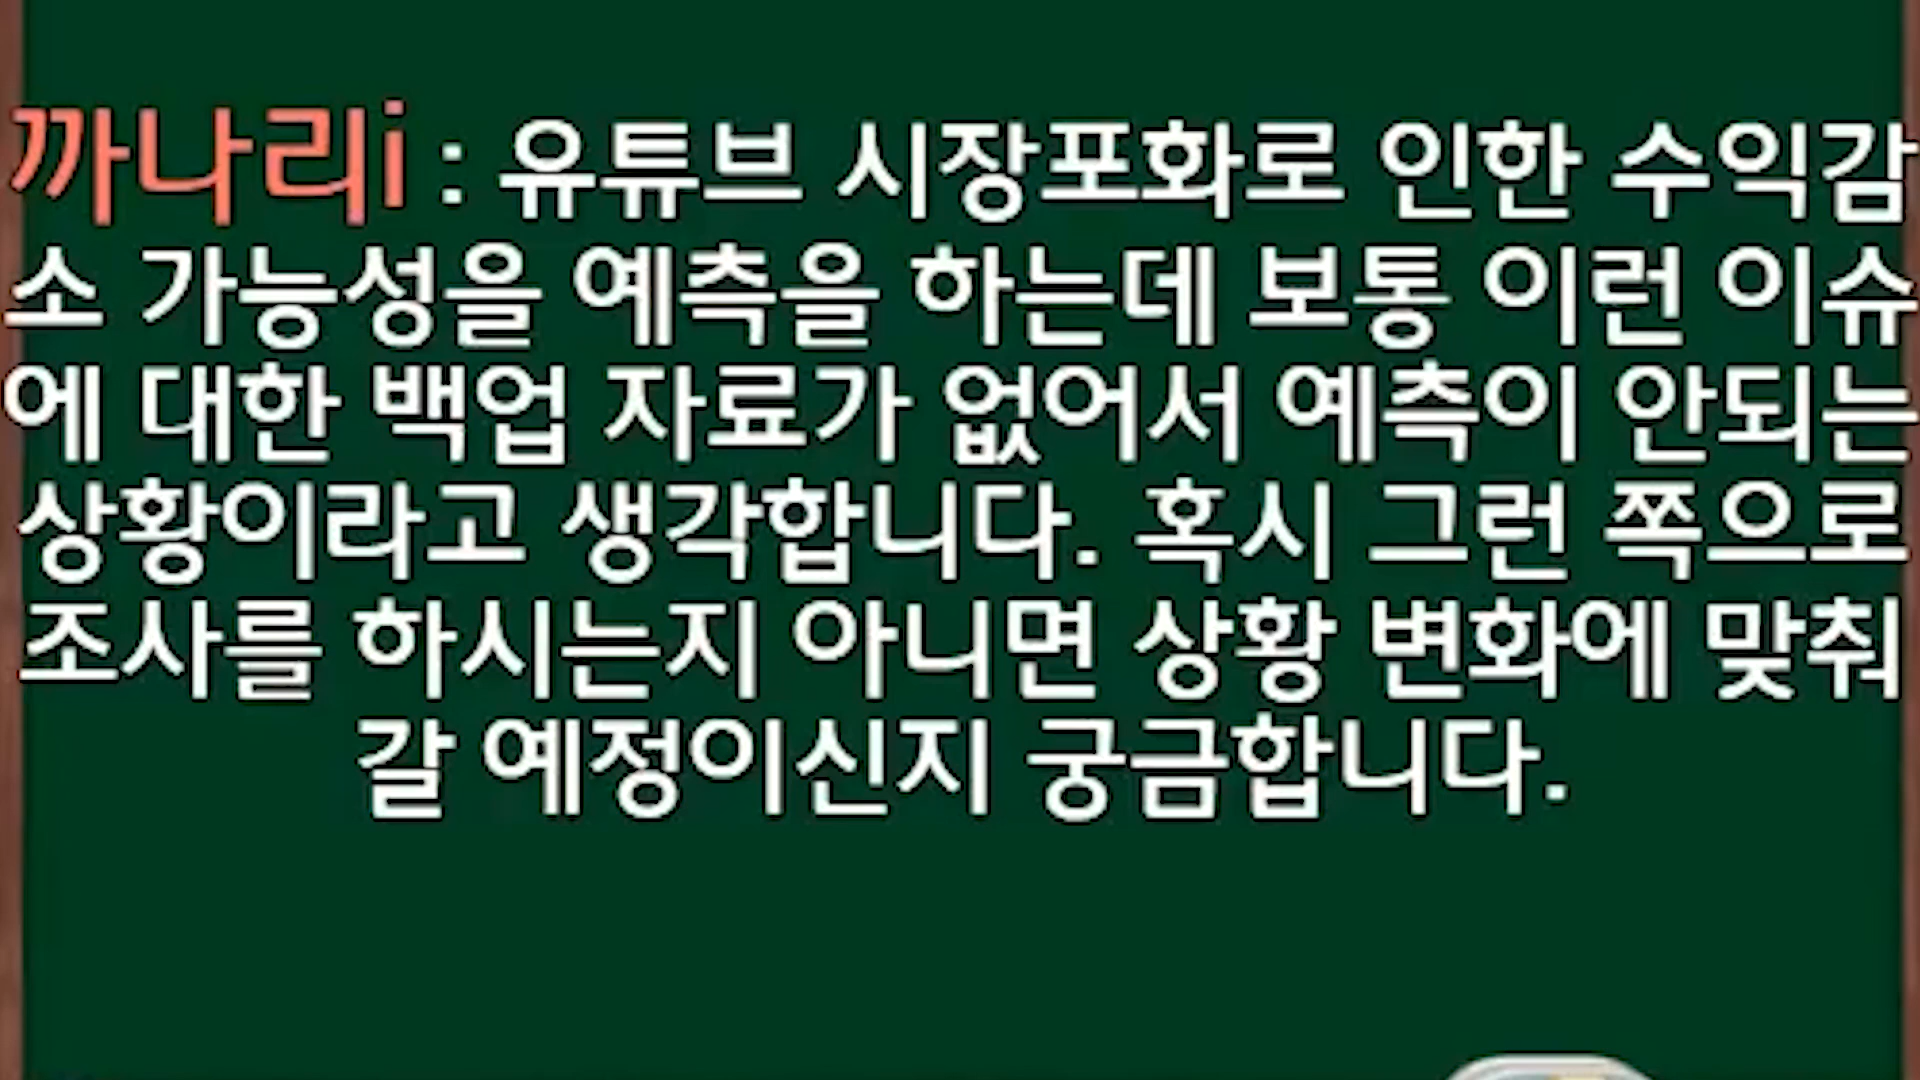 까나리i : 유튜브 시장포화로 인한 수익감
소 가능성을 예측을 하는데 보통 이런 이슈
에 대한 백업 자료가 없어서 예측이 안되는
상황이라고 생각합니다. 혹시 그런 쪽으로
조사를 하시는지 아니면 상황 변화에 맞춰
갈 예정이신지 궁금합니다.